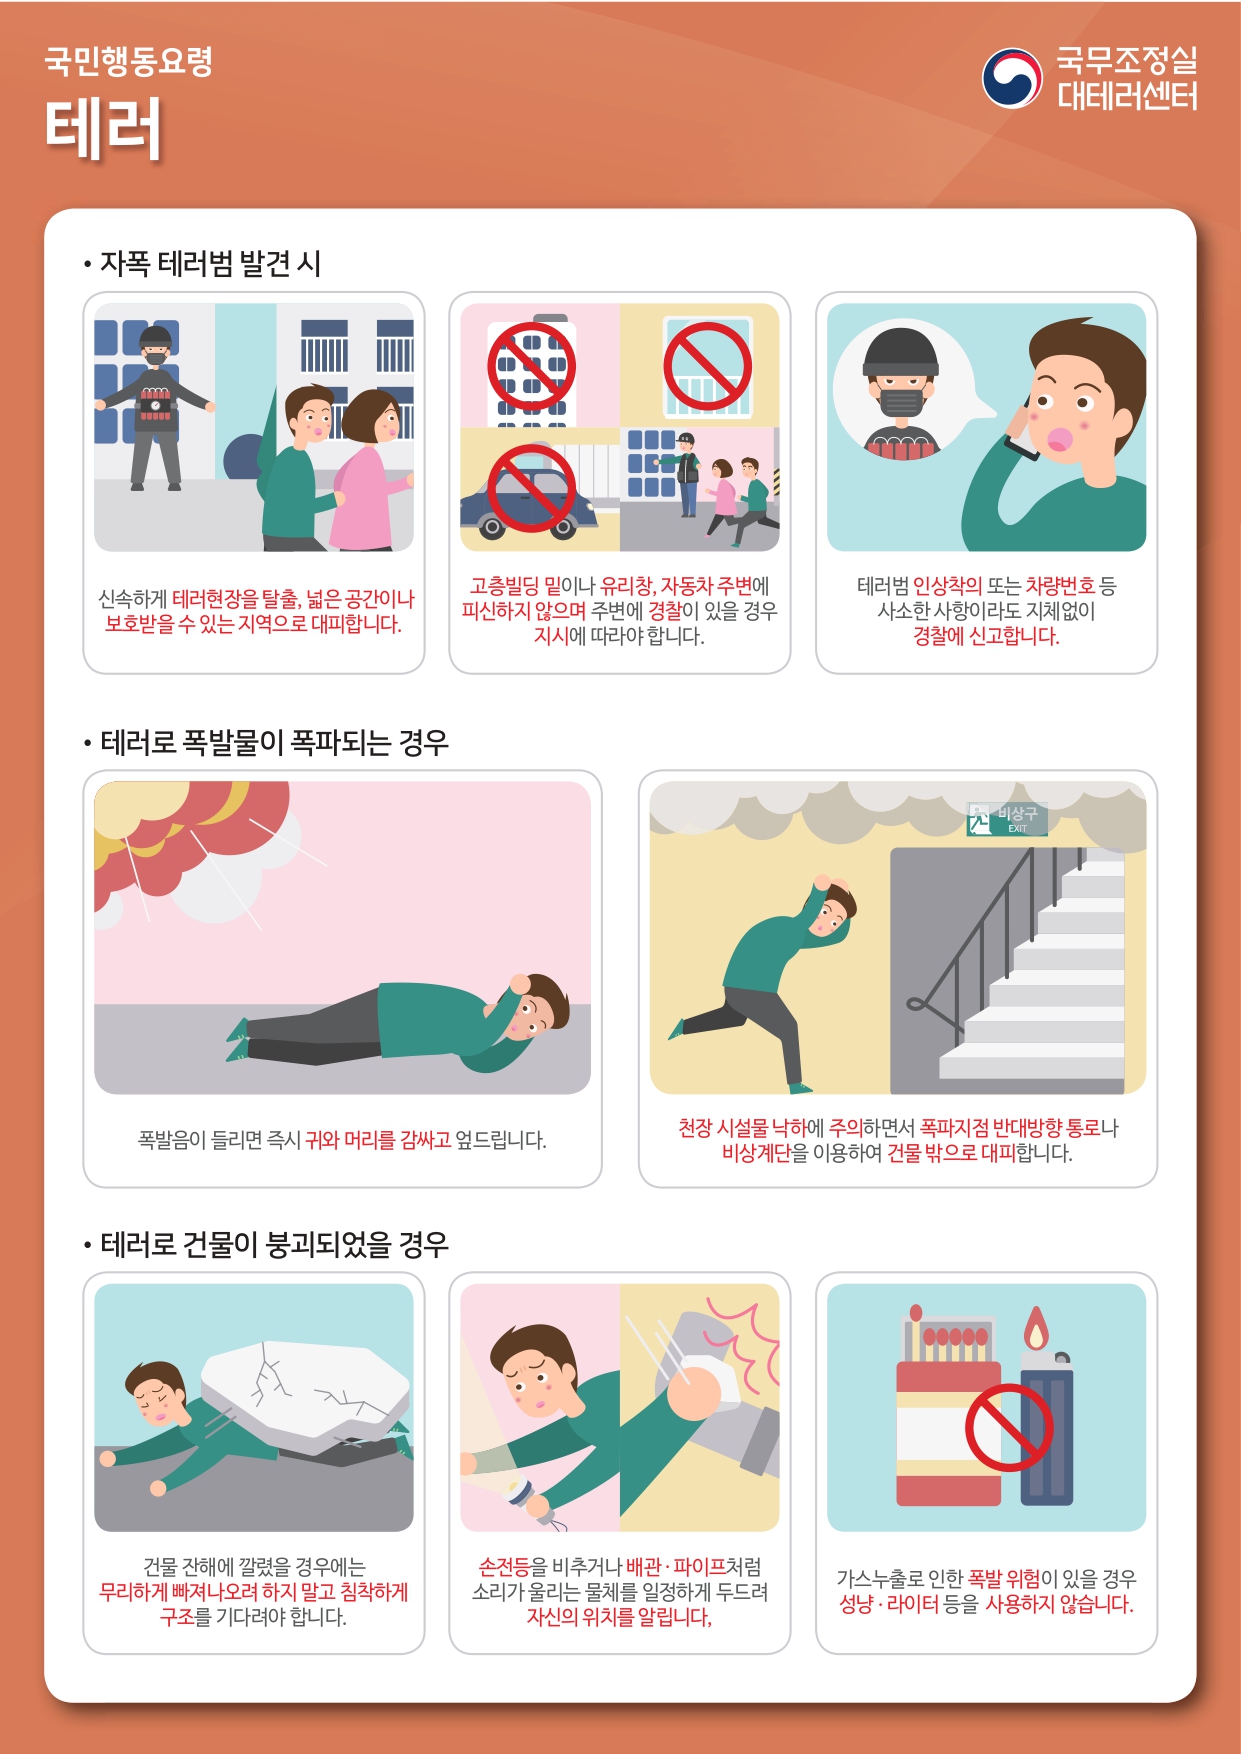 국민행동요령
테러
국무조정실
대테러센터
• 자폭 테러범 발견 시
신속하게 테러현장을 탈출, 넓은 공간이나
보호받을 수 있는 지역으로 대피합니다.
고층빌딩 밑이나 유리창, 자동차 주변에
피신하지 않으며 주변에 경찰이 있을 경우
지시에 따라야 합니다.
테러범 인상착의 또는 차량번호 등
사소한 사항이라도 지체없이
경찰에 신고합니다.
• 테러로 폭발물이 폭파되는 경우
비상구
EXIT
폭발음이 들리면 즉시 귀와 머리를 감싸고 엎드립니다.
천장 시설물 낙하에 주의하면서 폭파지점 반대방향 통로나
비상계단을 이용하여 건물 밖으로 대피합니다.
• 테러로 건물이 붕괴되었을 경우
건물 잔해에 깔렸을 경우에는
무리하게 빠져나오려 하지 말고 침착하게
구조를 기다려야 합니다.
손전등을 비추거나 배관 · 파이프처럼
소리가 울리는 물체를 일정하게 두드려
자신의 위치를 알립니다,
가스누출로 인한 폭발 위험이 있을 경우
성냥 · 라이터 등을 사용하지 않습니다.